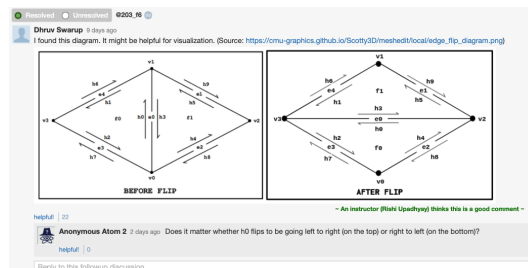 Resolved Unresolved @203_f6
Dhruv Swarup 9 days ago
I found this diagram. It might be helpful for visualization. (Source: https://cmu-graphics.github.io/Scotty3D/meshedit/local/edge_flip_diagram.png)
v1
h6 h9
e4 e1
h1 h5
v3 f0 h0 e0 h3 f1 v2
h2 h4
e3 e2
h7 h8
v0
BEFORE FLIP
v1
h6 h9
e4 f1 e1
h1 h5
h3
v3 e0 v2
h0
h2 h4
e3 f0 e2
h7 h8
v0
AFTER FLIP
~ An instructor (Rishi Upadhyay) thinks this is a good comment ~
helpful! 22
Anonymous Atom 2 2 days ago Does it matter whether h0 flips to be going left to right (on the top) or right to left (on the bottom)?
helpful! 0
Reply to this followup discussion